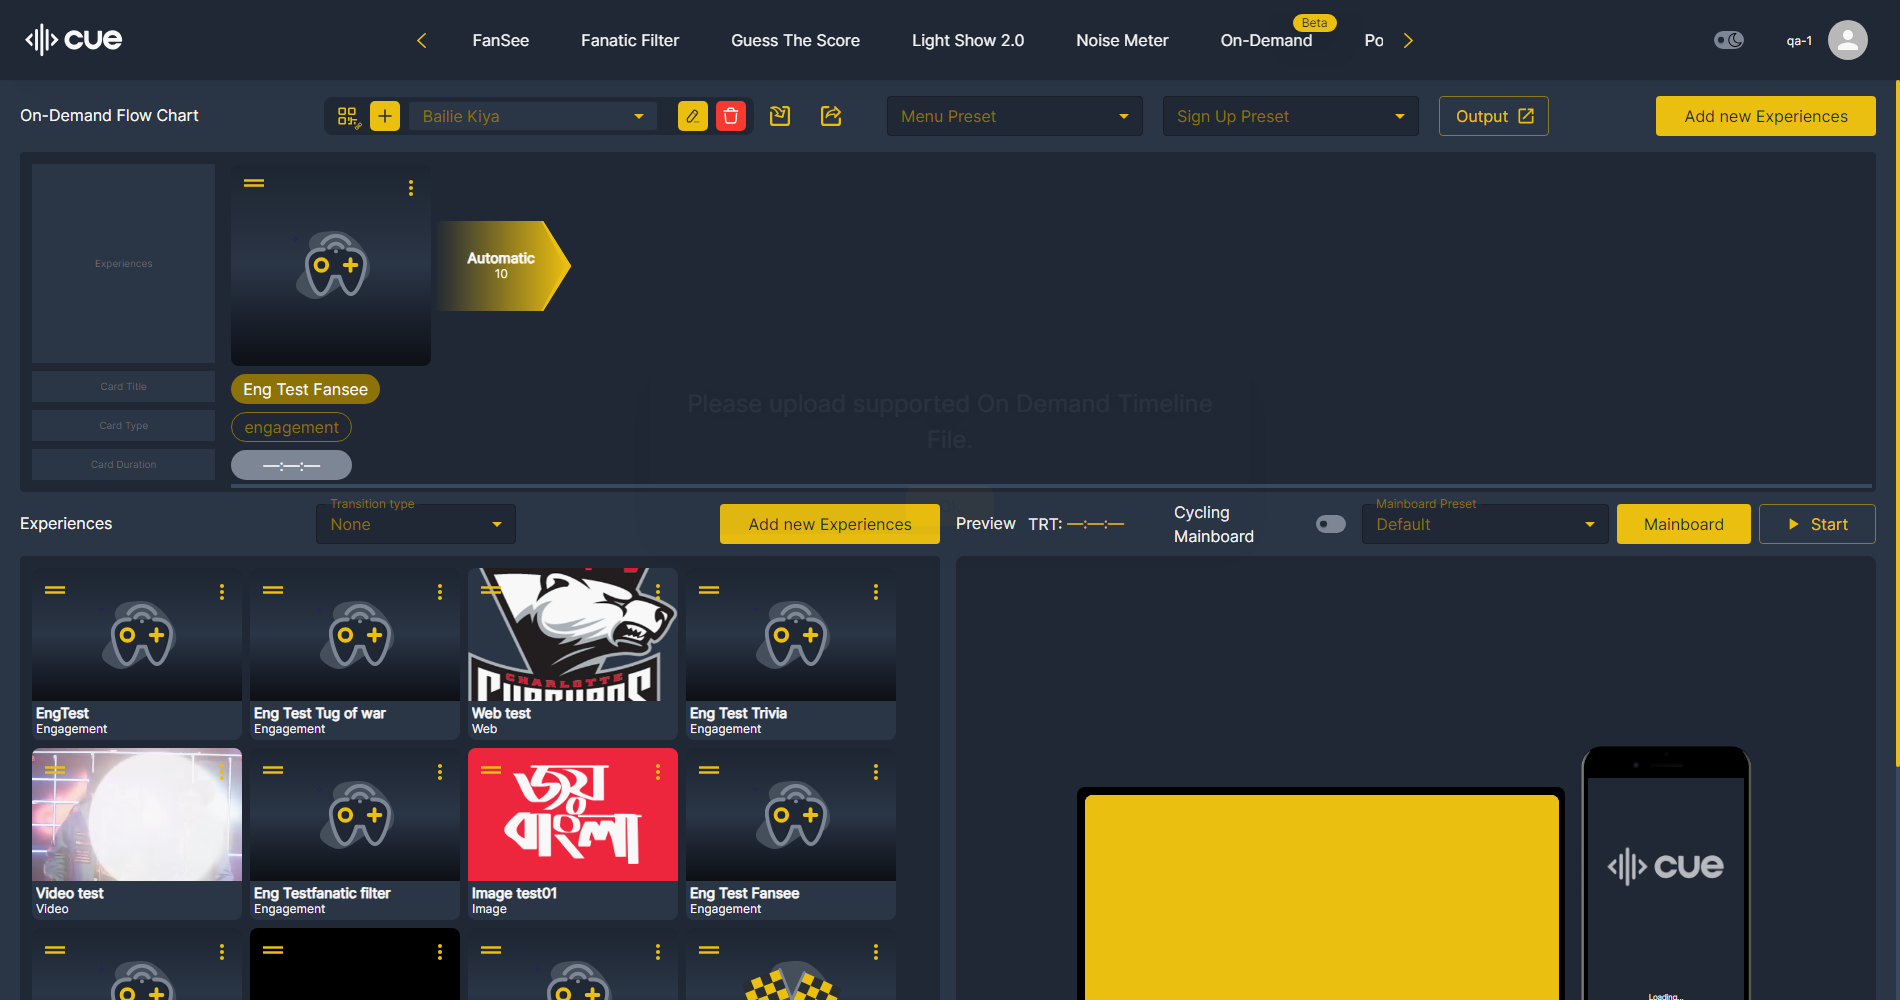 cue
FanSee
Fanatic Filter
Guess The Score
Light Show 2.0
Noise Meter
On-Demand
Beta
Po
qa-1
On-Demand Flow Chart
Bailie Kiya
Menu Preset
Sign Up Preset
Output
Add new Experiences
Experiences
Automatic
10
Card Title
Eng Test Fansee
Card Type
engagement
Card Duration
—:—:—
Please upload supported On Demand Timeline
File.
Experiences
Transition type
None
Add new Experiences
Preview
TRT: —:—:—
Cycling
Mainboard
Mainboard Preset
Default
Mainboard
Start
EngTest
Engagement
Eng Test Tug of war
Engagement
CHARLOTTE
Web test
Web
Eng Test Trivia
Engagement
Video test
Video
Eng Testfanatic filter
Engagement
জয়
বাংলা
Image test01
Image
Eng Test Fansee
Engagement
cue
Loading...